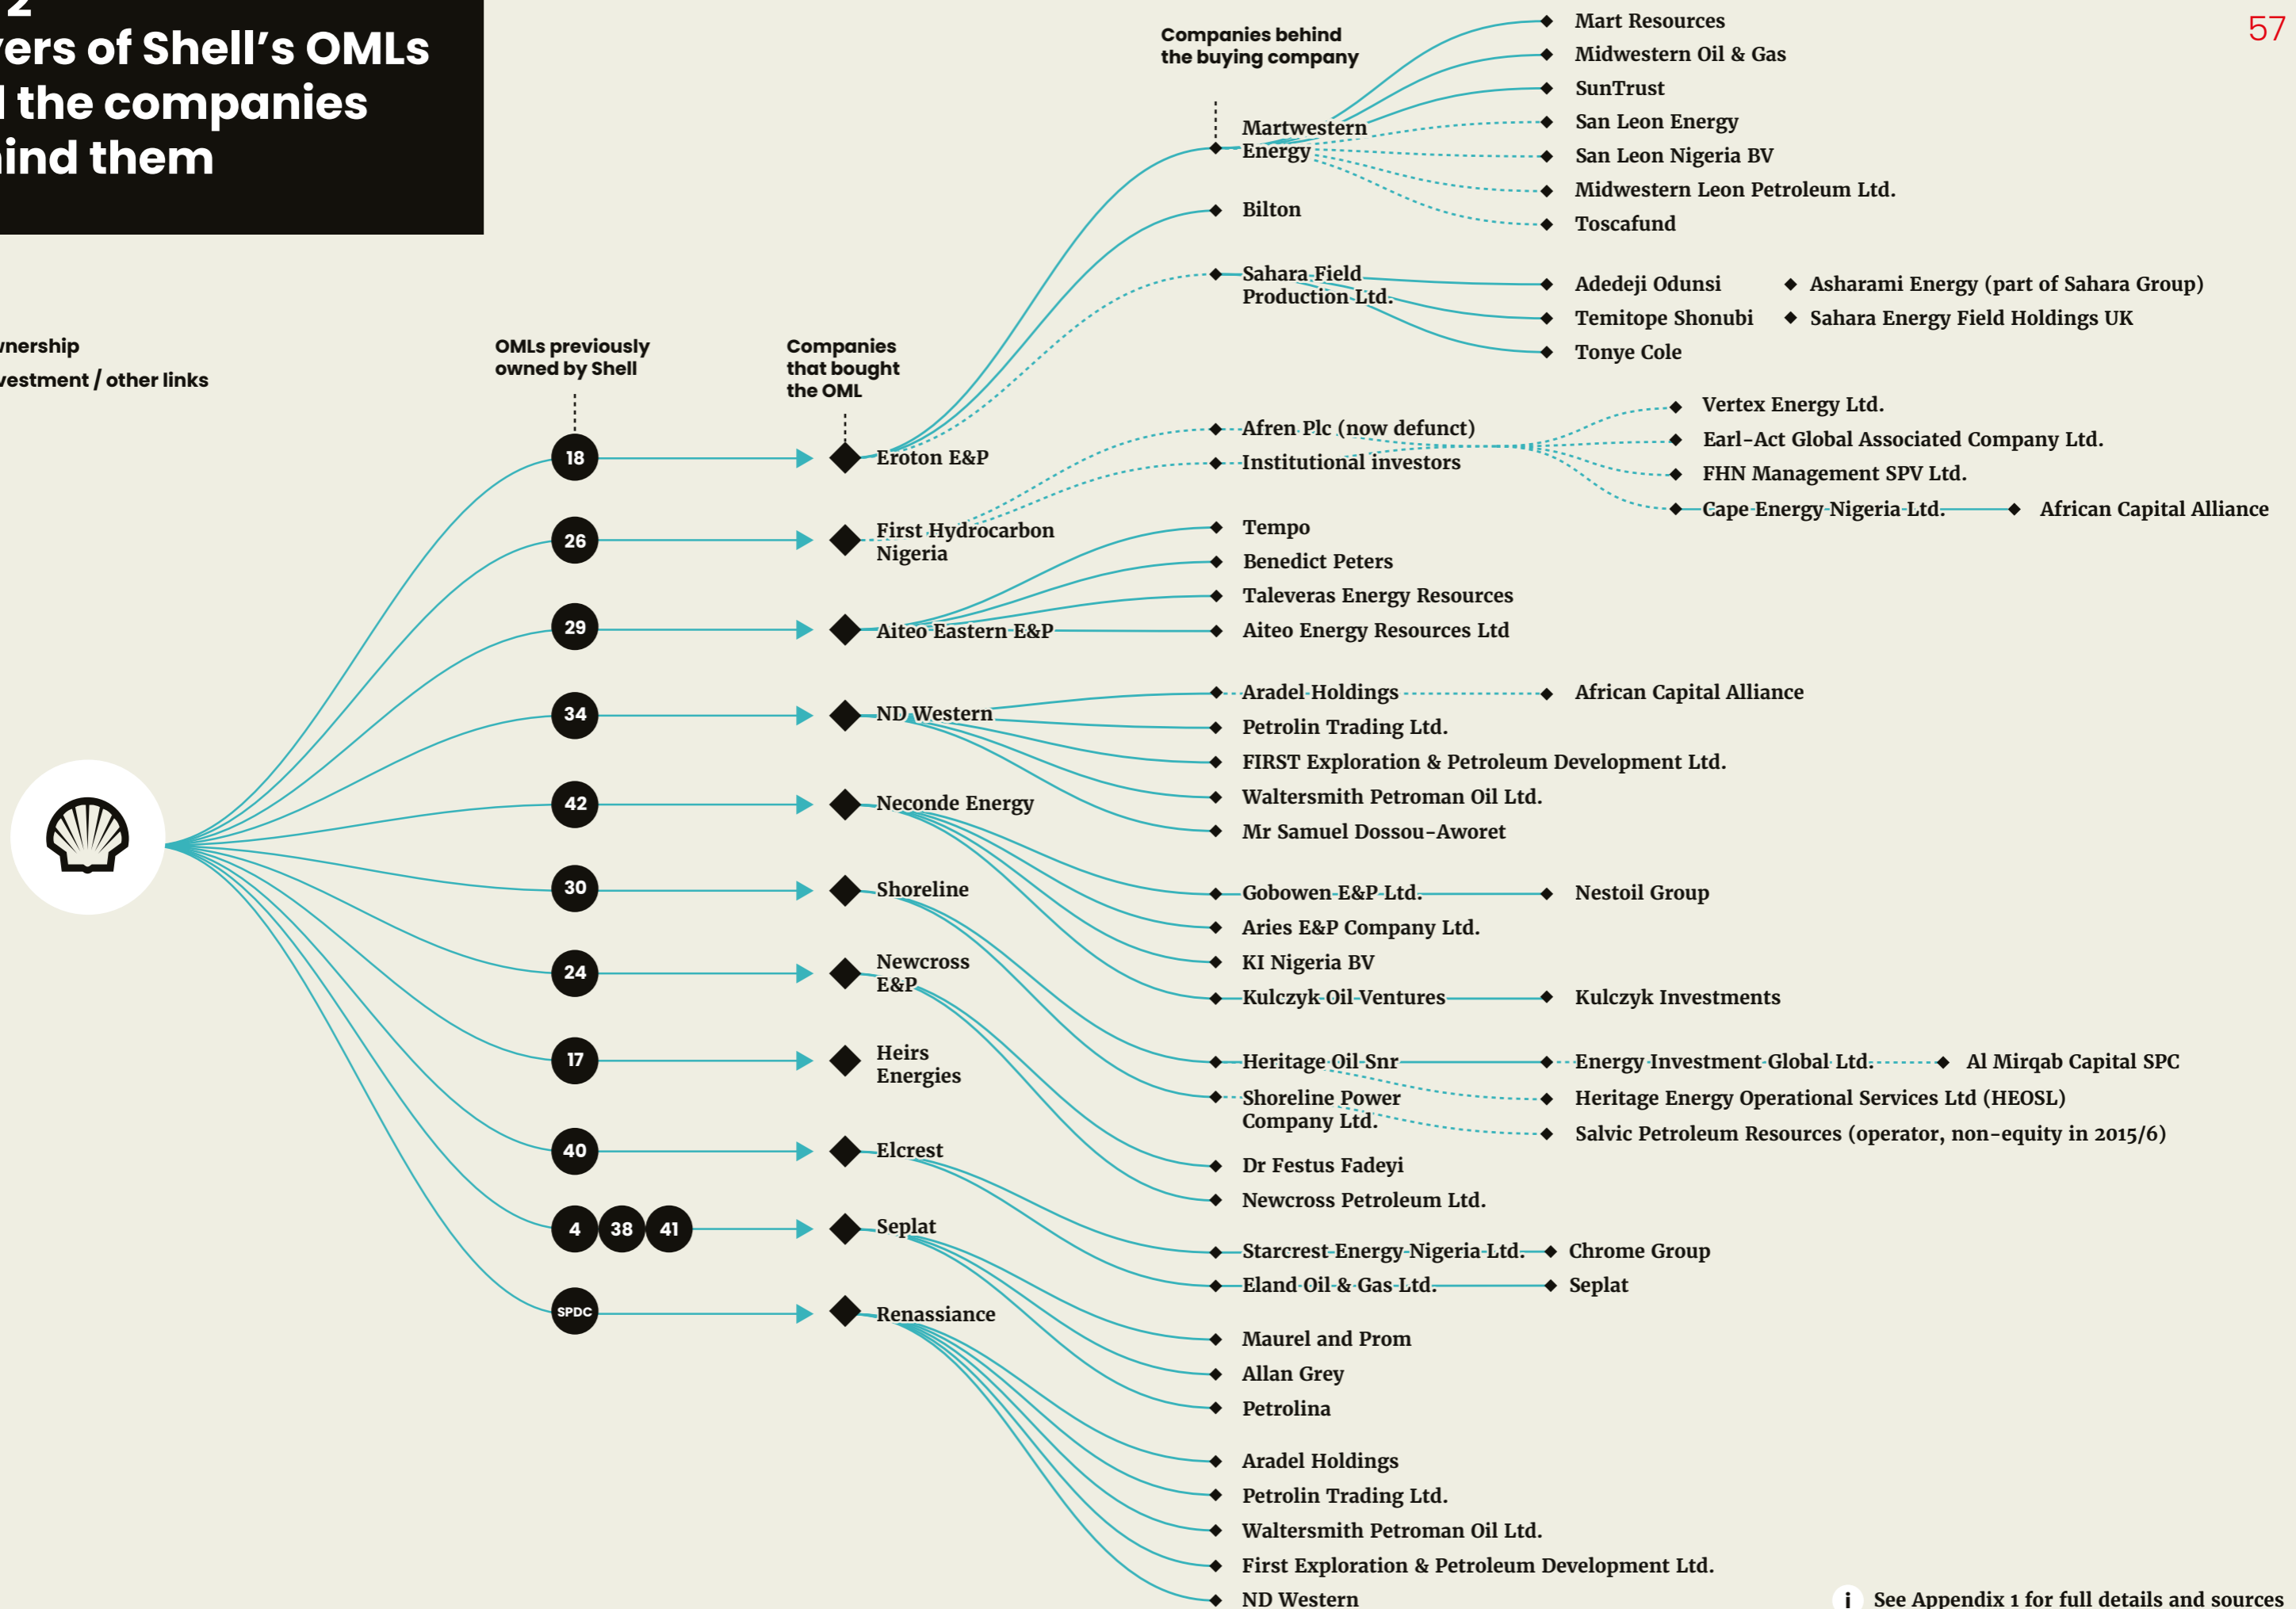 2
yers of Shell's OMLs
the companies
hind them
57
wnership
vestment / other links
OMLs previously
owned by Shell
Companies
that bought
the OML
Companies behind
the buying company
18
26
29
34
42
30
24
17
40
4
38
41
SPDC
Eroton E&P
First Hydrocarbon
Nigeria
Aiteo Eastern E&P
ND Western
Neconde Energy
Shoreline
Newcross
E&P
Heirs
Energies
Elcrest
Seplat
Renassiance
Martwestern
Energy
Bilton
Sahara Field
Production Ltd.
Mart Resources
Midwestern Oil & Gas
SunTrust
San Leon Energy
San Leon Nigeria BV
Midwestern Leon Petroleum Ltd.
Toscafund
Adedeji Odunsi
Temitope Shonubi
Tonye Cole
Asharami Energy (part of Sahara Group)
Sahara Energy Field Holdings UK
Afren Plc (now defunct)
Institutional investors
Vertex Energy Ltd.
Earl-Act Global Associated Company Ltd.
FHN Management SPV Ltd.
Cape Energy Nigeria Ltd.
African Capital Alliance
Tempo
Benedict Peters
Taleveras Energy Resources
Aiteo Energy Resources Ltd
Aradel Holdings
African Capital Alliance
Petrolin Trading Ltd.
FIRST Exploration & Petroleum Development Ltd.
Waltersmith Petroman Oil Ltd.
Mr Samuel Dossou-Aworet
Gobowen E&P Ltd.
Nestoil Group
Aries E&P Company Ltd.
KI Nigeria BV
Kulczyk Oil Ventures
Kulczyk Investments
Heritage Oil Snr
Energy Investment Global Ltd.
Al Mirqab Capital SPC
Shoreline Power
Company Ltd.
Heritage Energy Operational Services Ltd (HEOSL)
Salvic Petroleum Resources (operator, non-equity in 2015/6)
Dr Festus Fadeyi
Newcross Petroleum Ltd.
Starcrest Energy Nigeria Ltd.
Chrome Group
Eland Oil & Gas Ltd.
Seplat
Maurel and Prom
Allan Grey
Petrolina
Aradel Holdings
Petrolin Trading Ltd.
Waltersmith Petroman Oil Ltd.
First Exploration & Petroleum Development Ltd.
ND Western
i See Appendix 1 for full details and sources